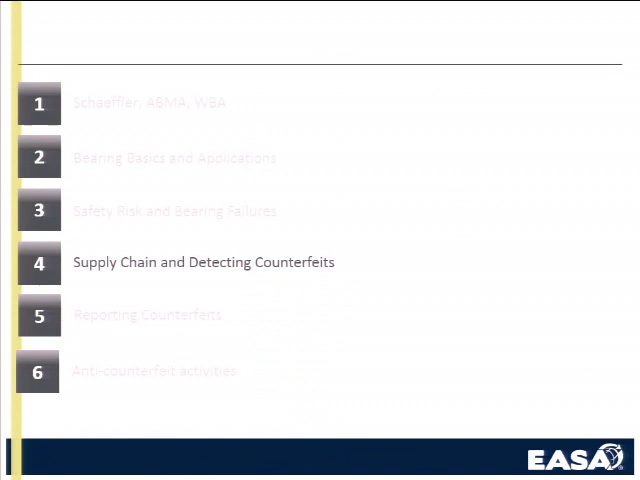 1 Schaeffler, ABMA, WBA
2 Bearing Basics and Applications
3 Safety Risk and Bearing Failures
4 Supply Chain and Detecting Counterfeits
5 Reporting Counterfeits
6 Anti-counterfeit activities
EASA